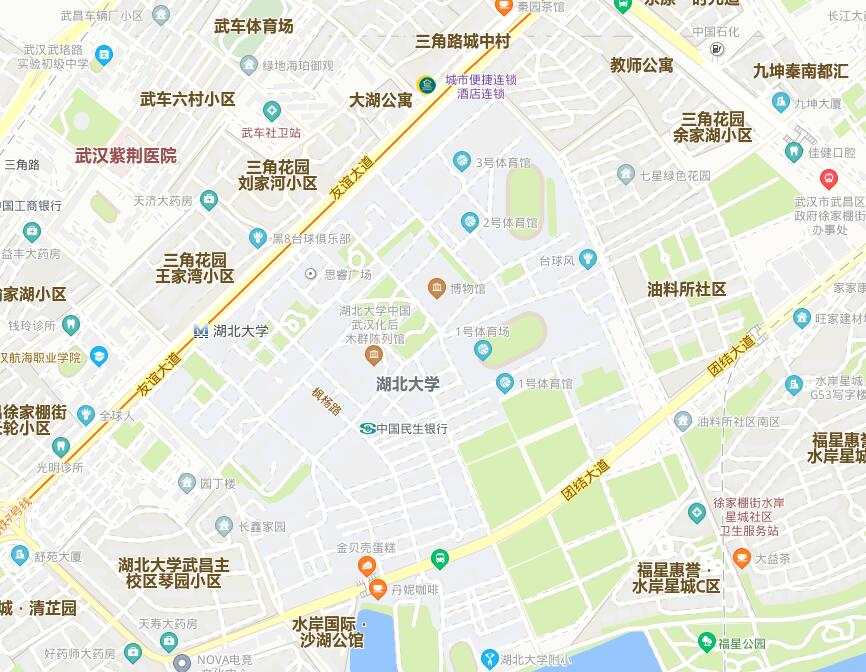 武昌车辆厂小区
武车体育场
秦园茶馆
中国石化
武汉武珞路
实验初级中学
绿地海珀御观
三角路城中村
教师公寓
九坤秦南都汇
城市便捷连锁
酒店连锁
武车六村小区
大湖公寓
九坤大厦
武车社卫站
三角花园
余家湖小区
武汉紫荆医院
三角路
3号体育馆
佳健口腔
三角花园
刘家河小区
友谊大道
七星绿色花园
天济大药房
中国工商银行
2号体育馆
武汉市武昌区
政府徐家棚街
办事处
黑8台球俱乐部
益丰大药房
台球风
三角花园
王家湾小区
思睿广场
博物馆
油料所社区
湖北大学中国
武汉化后
木群陈列馆
钱玲诊所
湖北大学
1号体育场
旺家建材
团结大道
汉航海职业学院
友谊大道
湖北大学
1号体育馆
水岸星城
G53写字楼
枫杨路
徐家棚街
全球人
中国民生银行
油料所社区南区
福星惠誉
水岸星城
光明诊所
团结大道
园丁楼
徐家棚街水岸
星城社区
卫生服务站
长鑫家园
金贝壳蛋糕
舒苑大厦
大益茶
湖北大学武昌主
校区琴园小区
福星惠誉·
水岸星城C区
丹妮咖啡
城·清芷园
水岸国际·
沙湖公馆
天寿大药房
福星公园
好药师大药房
NOVA电竞
湖北大学附小